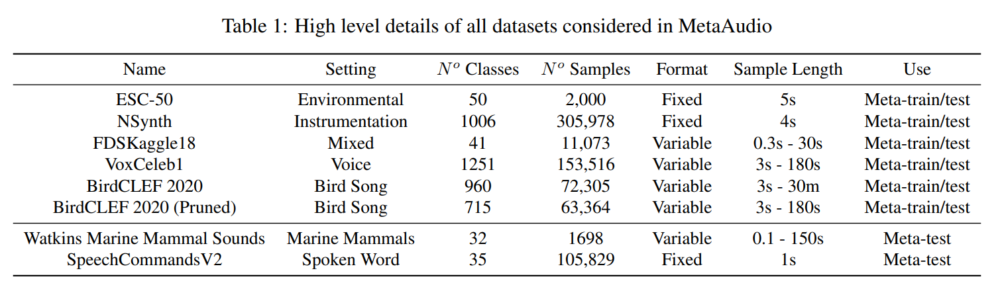 Table 1: High level details of all datasets considered in MetaAudio
Name Setting Nº Classes Nº Samples Format Sample Length Use
ESC-50 Environmental 50 2,000 Fixed 5s Meta-train/test
NSynth Instrumentation 1006 305,978 Fixed 4s Meta-train/test
FDSKaggle18 Mixed 41 11,073 Variable 0.3s - 30s Meta-train/test
VoxCeleb1 Voice 1251 153,516 Variable 3s - 180s Meta-train/test
BirdCLEF 2020 Bird Song 960 72,305 Variable 3s - 30m Meta-train/test
BirdCLEF 2020 (Pruned) Bird Song 715 63,364 Variable 3s - 180s Meta-train/test
Watkins Marine Mammal Sounds Marine Mammals 32 1698 Variable 0.1 - 150s Meta-test
SpeechCommandsV2 Spoken Word 35 105,829 Fixed 1s Meta-test